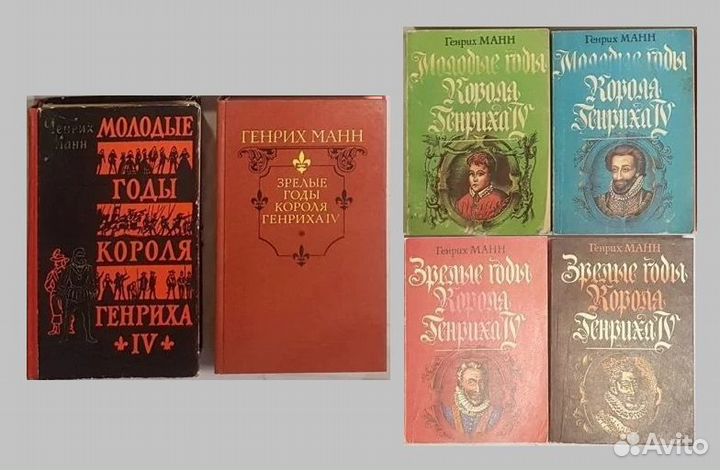 Генрих
Манн
МОЛОДЫЕ
ГОДЫ
КОРОЛЯ
ГЕНРИХА
IV
ГЕНРИХ МАНН
ЗРЕЛЫЕ
ГОДЫ
КОРОЛЯ
ГЕНРИХА IV
Генрих МАНН
Молодые годы
Короля
Генриха IV
Генрих МАНН
Молодые годы
Короля
Генриха IV
Генрих МАНН
Зрелые годы
Короля
Генриха IV
Генрих МАНН
Зрелые годы
Короля
Генриха IV
Avito